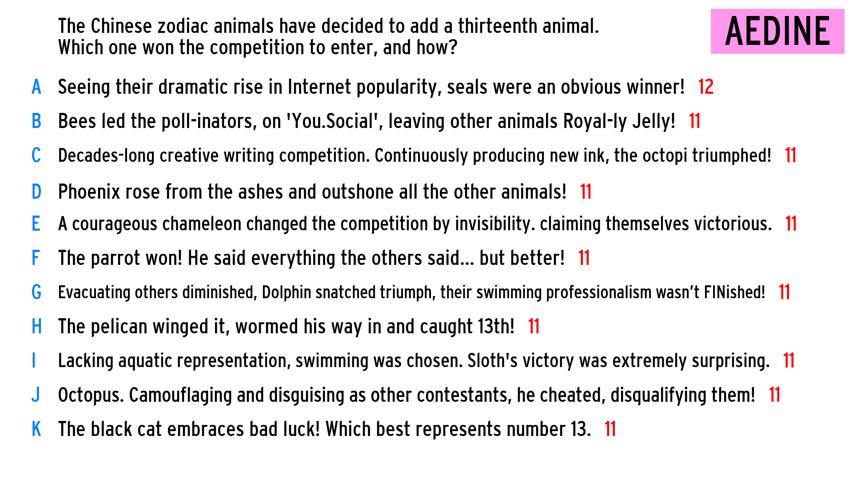 The Chinese zodiac animals have decided to add a thirteenth animal.
Which one won the competition to enter, and how?
AEDINE
A Seeing their dramatic rise in Internet popularity, seals were an obvious winner! 12
B Bees led the poll-inators, on 'You.Social', leaving other animals Royal-ly Jelly! 11
C Decades-long creative writing competition. Continuously producing new ink, the octopi triumphed! 11
D Phoenix rose from the ashes and outshone all the other animals! 11
E A courageous chameleon changed the competition by invisibility. claiming themselves victorious. 11
F The parrot won! He said everything the others said... but better! 11
G Evacuating others diminished, Dolphin snatched triumph, their swimming professionalism wasn’t FINished! 11
H The pelican winged it, wormed his way in and caught 13th! 11
I Lacking aquatic representation, swimming was chosen. Sloth's victory was extremely surprising. 11
J Octopus. Camouflaging and disguising as other contestants, he cheated, disqualifying them! 11
K The black cat embraces bad luck! Which best represents number 13. 11